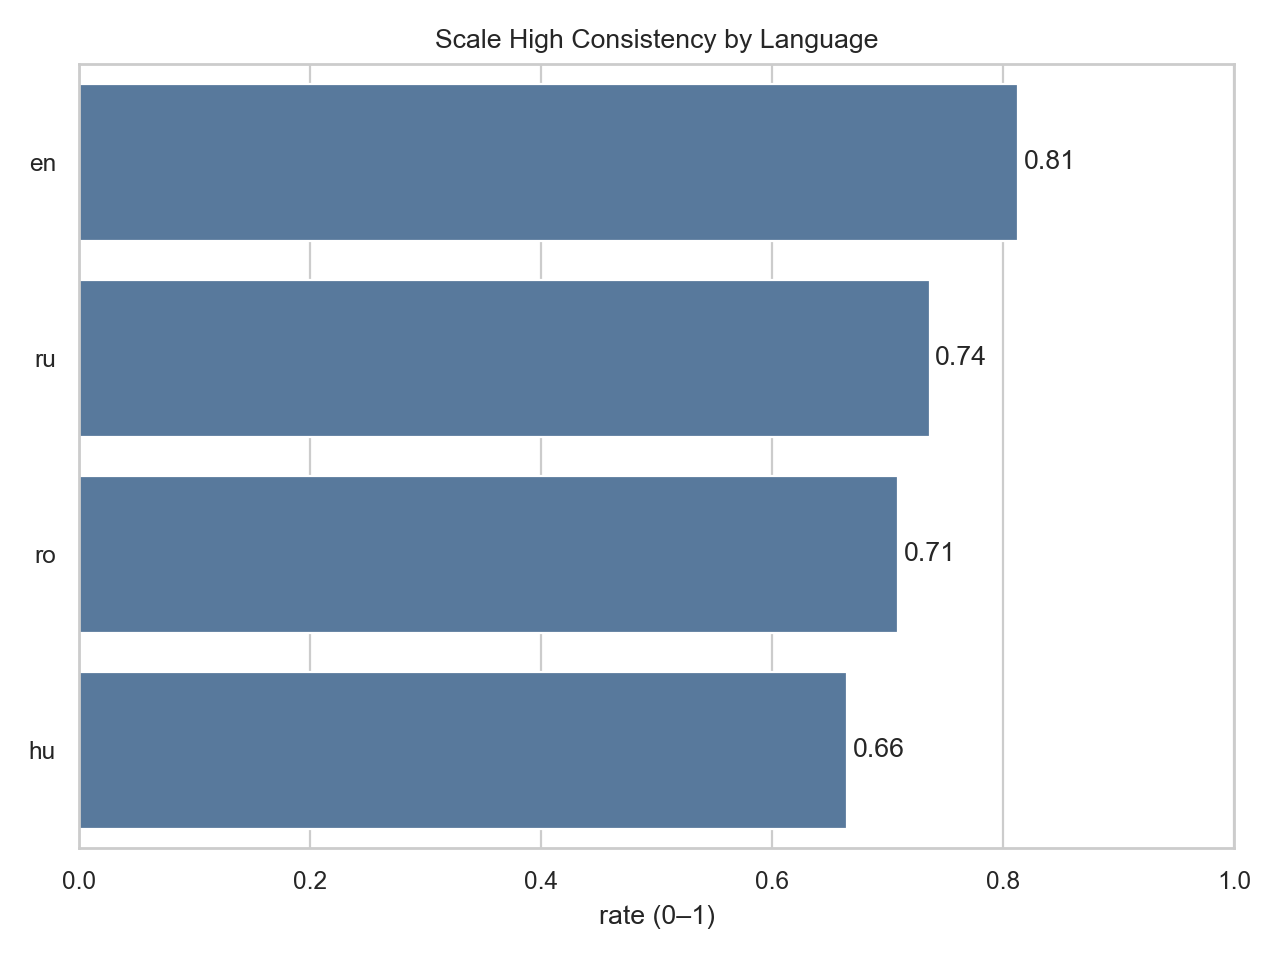 Scale High Consistency by Language
en
0.81
ru
0.74
ro
0.71
hu
0.66
0.0 0.2 0.4 0.6 0.8 1.0
rate (0–1)